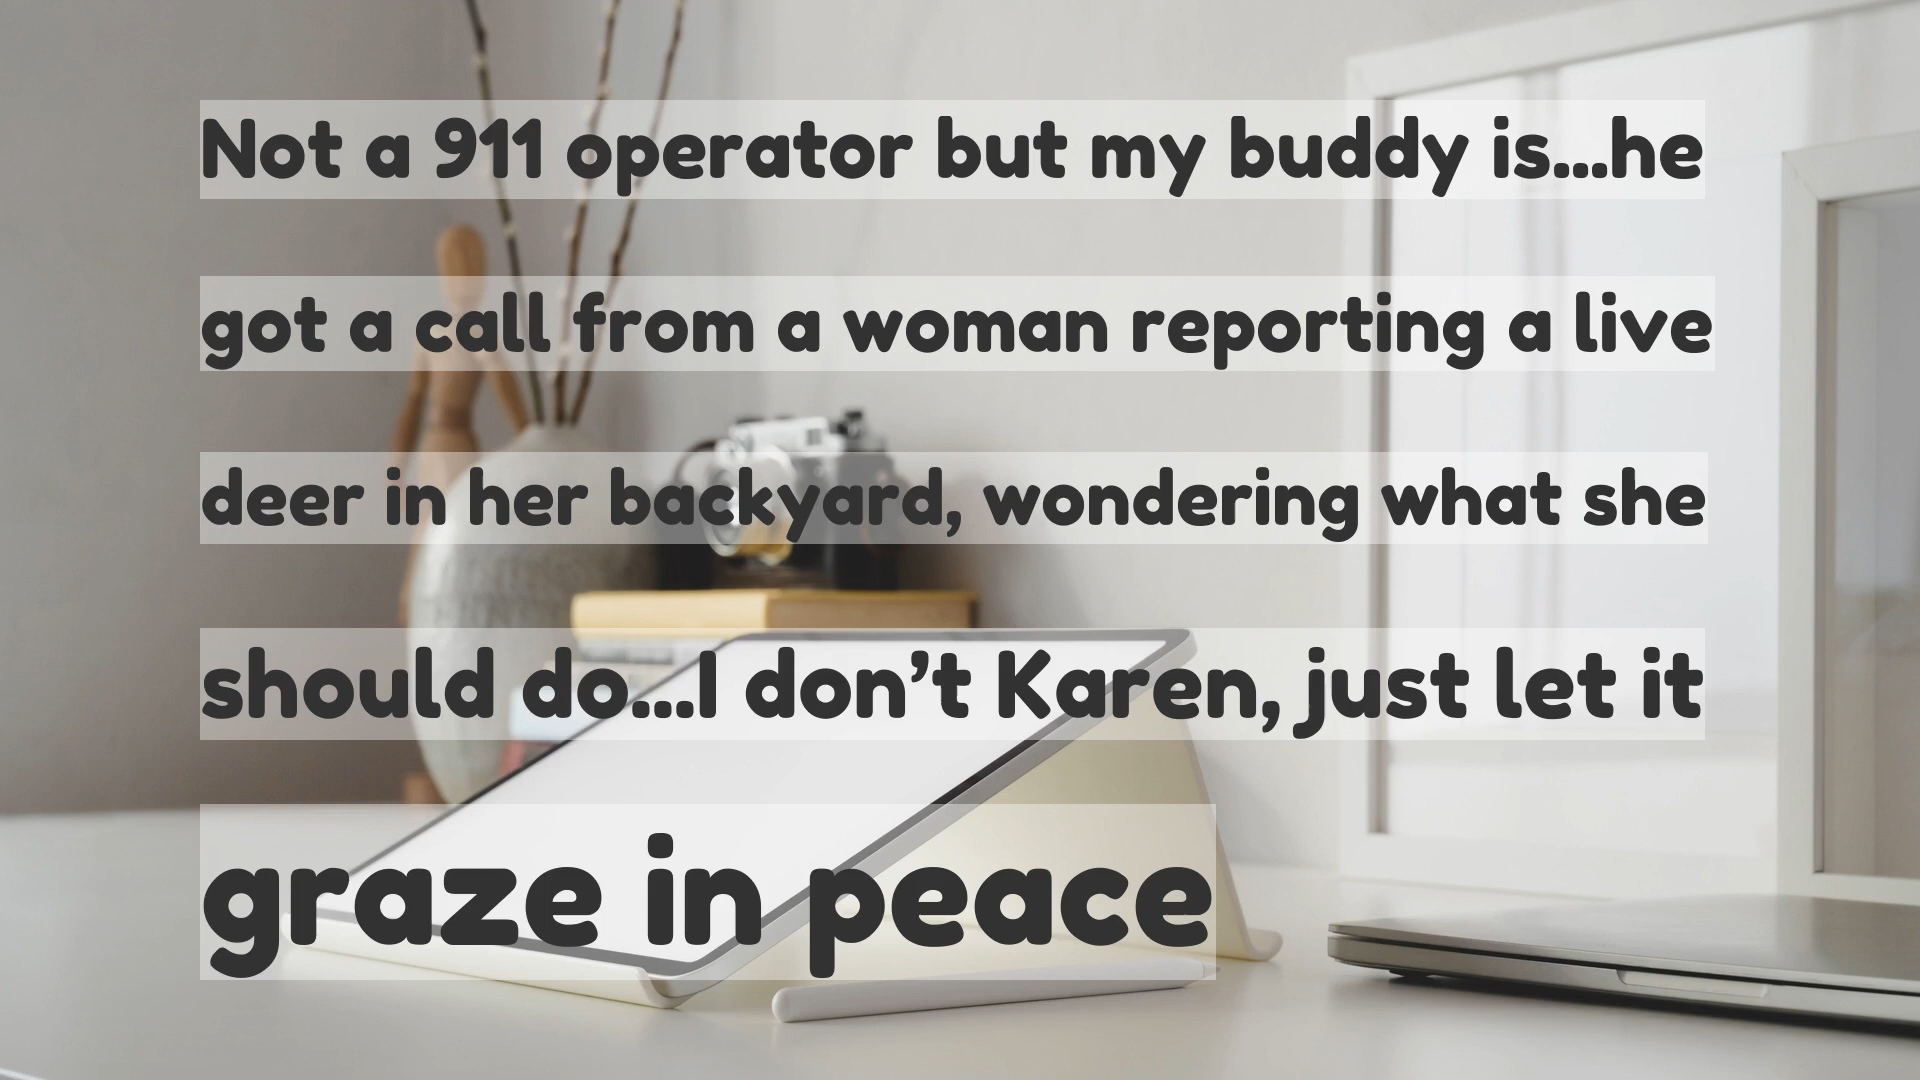 Not a 911 operator but my buddy is...he
got a call from a woman reporting a live
deer in her backyard, wondering what she
should do...I don’t Karen, just let it
graze in peace